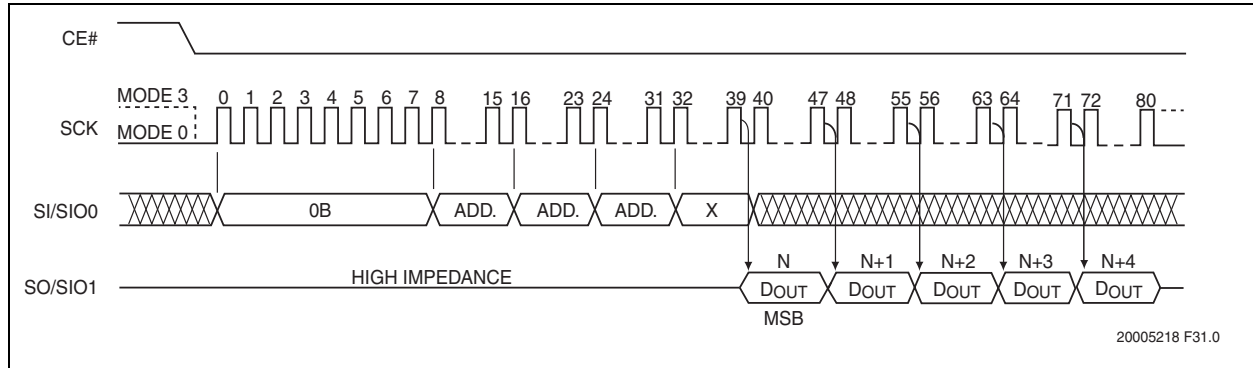 CE#
MODE 3
0 1 2 3 4 5 6 7 8 15 16 23 24 31 32 39 40 47 48 55 56 63 64 71 72 80
SCK
MODE 0
SI/SIO0 0B ADD. ADD. ADD. X
N N+1 N+2 N+3 N+4
SO/SIO1 HIGH IMPEDANCE DOUT DOUT DOUT DOUT DOUT
MSB
20005218 F31.0